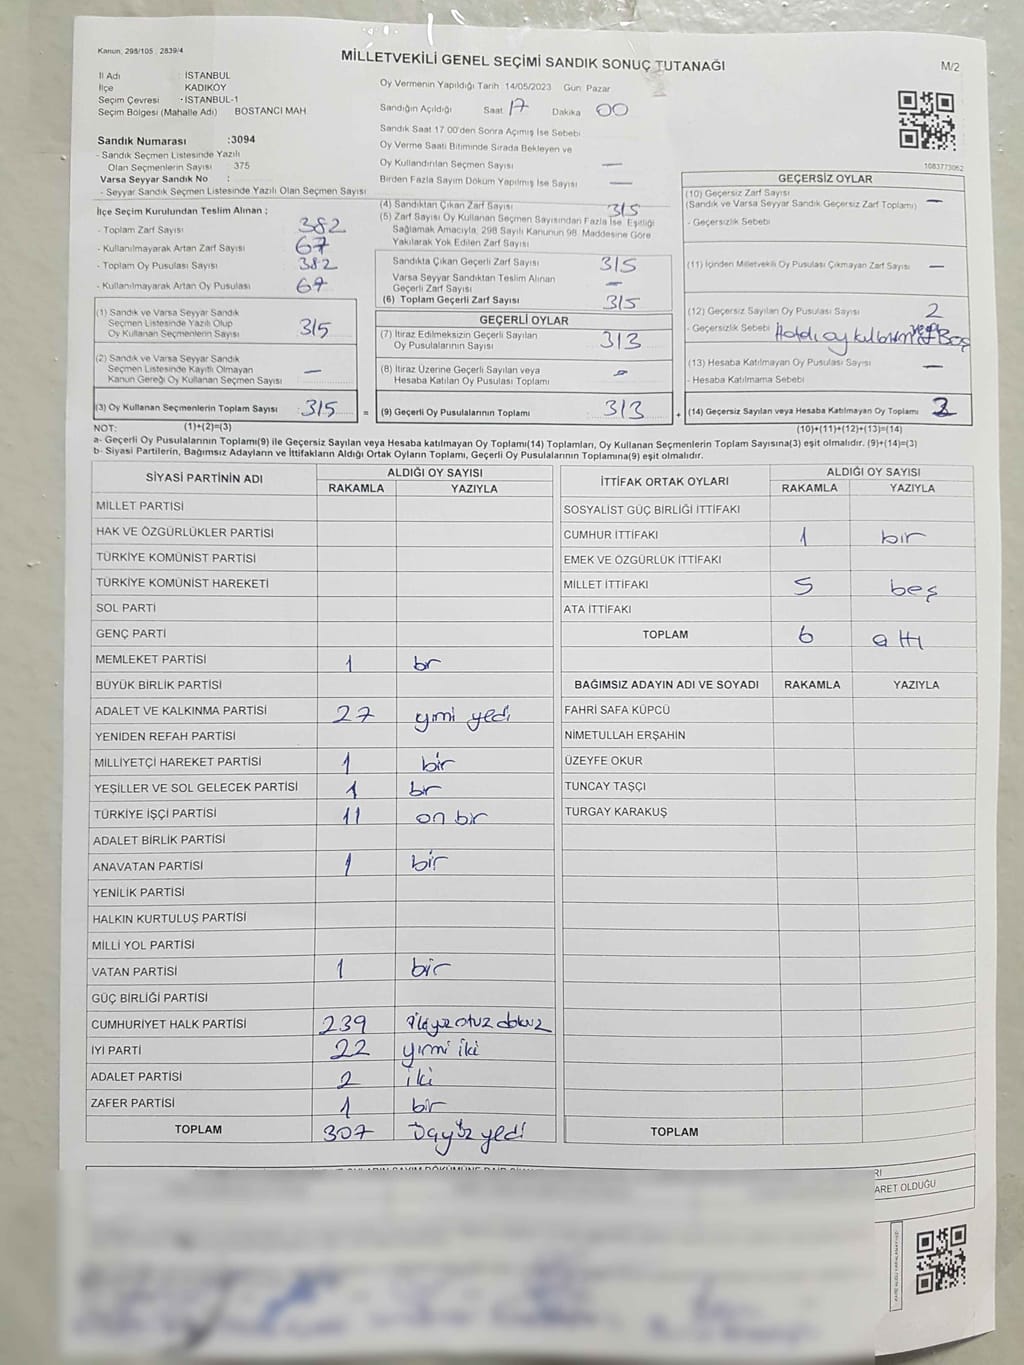 Kanun; 298/105 ; 2839/4
MİLLETVEKİLİ GENEL SEÇİMİ SANDIK SONUÇ TUTANAĞI
M/2
İl Adı : İSTANBUL
İlçe KADIKÖY
Seçim Çevresi İSTANBUL-1
Seçim Bölgesi (Mahalle Adı) BOSTANCI MAH
Sandık Numarası :3094
- Sandık Seçmen Listesinde Yazılı
Olan Seçmenlerin Sayısı : 375
Varsa Seyyar Sandık No :
- Seyyar Sandık Seçmen Listesinde Yazılı Olan Seçmen Sayısı
Oy Vermenin Yapıldığı Tarih 14/05/2023 Gün: Pazar
Sandığın Açıldığı Saat 17 Dakika 00
Sandık Saat 17.00'den Sonra Açımış İse Sebebi
Oy Verme Saati Bitiminde Sırada Bekleyen ve
Oy Kullandırılan Seçmen Sayısı —
Birden Fazla Sayım Döküm Yapılmış İse Sayısı —
1083773062
İlçe Seçim Kurulundan Teslim Alınan ;
- Toplam Zarf Sayısı : 382
- Kullanılmayarak Artan Zarf Sayısı : 67
- Toplam Oy Pusulası Sayısı : 382
- Kullanılmayarak Artan Oy Pusulası : 67
(4) Sandıktan Çıkan Zarf Sayısı 315
(5) Zarf Sayısı Oy Kullanan Seçmen Sayısından Fazla İse, Eşitliği
Sağlamak Amacıyla, 298 Sayılı Kanunun 98. Maddesine Göre
Yakılarak Yok Edilen Zarf Sayısı
Sandıkta Çıkan Geçerli Zarf Sayısı 315
Varsa Seyyar Sandıktan Teslim Alınan
Geçerli Zarf Sayısı —
(6) Toplam Geçerli Zarf Sayısı 315
GEÇERSİZ OYLAR
(10) Geçersiz Zarf Sayısı —
(Sandık ve Varsa Seyyar Sandık Geçersiz Zarf Toplamı)
- Geçersizlik Sebebi
(11) İçinden Milletvekili Oy Pusulası Çıkmayan Zarf Sayısı —
(12) Geçersiz Sayılan Oy Pusulası Sayısı 2
- Geçersizlik Sebebi Hatalı oy
(13) Hesaba Katılmayan Oy Pusulası Sayısı —
- Hesaba Katılmama Sebebi
(1) Sandık ve Varsa Seyyar Sandık
Seçmen Listesinde Yazılı Olup
Oy Kullanan Seçmenlerin Sayısı : 315
(2) Sandık ve Varsa Seyyar Sandık
Seçmen Listesinde Kayıtlı Olmayan
Kanun Gereği Oy Kullanan Seçmen Sayısı : —
GEÇERLİ OYLAR
(7) İtiraz Edilmeksizin Geçerli Sayılan
Oy Pusulalarının Sayısı 313
(8) İtiraz Üzerine Geçerli Sayılan veya
Hesaba Katılan Oy Pusulası Toplamı
(3) Oy Kullanan Seçmenlerin Toplam Sayısı : 315 = (9) Geçerli Oy Pusulalarının Toplamı 313 + (14) Geçersiz Sayılan veya Hesaba Katılmayan Oy Toplamı 2
NOT: (1)+(2)=(3) (10)+(11)+(12)+(13)=(14)
a- Geçerli Oy Pusulalarının Toplamı(9) ile Geçersiz Sayılan veya Hesaba katılmayan Oy Toplamı(14) Toplamları, Oy Kullanan Seçmenlerin Toplam Sayısına(3) eşit olmalıdır. (9)+(14)=(3)
b- Siyasi Partilerin, Bağımsız Adayların ve İttifakların Aldığı Ortak Oyların Toplamı, Geçerli Oy Pusulalarının Toplamına(9) eşit olmalıdır.
SİYASİ PARTİNİN ADI ALDIĞI OY SAYISI
RAKAMLA YAZIYLA
MİLLET PARTİSİ
HAK VE ÖZGÜRLÜKLER PARTİSİ
TÜRKİYE KOMÜNİST PARTİSİ
TÜRKİYE KOMÜNİST HAREKETİ
SOL PARTİ
GENÇ PARTİ
MEMLEKET PARTİSİ 1 bir
BÜYÜK BİRLİK PARTİSİ
ADALET VE KALKINMA PARTİSİ 27 yirmi yedi
YENİDEN REFAH PARTİSİ
MİLLİYETÇİ HAREKET PARTİSİ 1 bir
YEŞİLLER VE SOL GELECEK PARTİSİ 1 bir
TÜRKİYE İŞÇİ PARTİSİ 11 on bir
ADALET BİRLİK PARTİSİ
ANAVATAN PARTİSİ 1 bir
YENİLİK PARTİSİ
HALKIN KURTULUŞ PARTİSİ
MİLLİ YOL PARTİSİ
VATAN PARTİSİ 1 bir
GÜÇ BİRLİĞİ PARTİSİ
CUMHURİYET HALK PARTİSİ 239 ikiyüz otuz dokuz
İYİ PARTİ 22 yirmi iki
ADALET PARTİSİ 2 iki
ZAFER PARTİSİ 1 bir
TOPLAM 307 üçyüz yedi
İTTİFAK ORTAK OYLARI ALDIĞI OY SAYISI
RAKAMLA YAZIYLA
SOSYALİST GÜÇ BİRLİĞİ İTTİFAKI
CUMHUR İTTİFAKI 1 bir
EMEK VE ÖZGÜRLÜK İTTİFAKI
MİLLET İTTİFAKI 5 beş
ATA İTTİFAKI
TOPLAM 6 altı
BAĞIMSIZ ADAYIN ADI VE SOYADI RAKAMLA YAZIYLA
FAHRİ SAFA KÜPCÜ
NİMETULLAH ERŞAHİN
ÜZEYFE OKUR
TUNCAY TAŞÇI
TURGAY KARAKUŞ
TOPLAM
ARET OLDUĞU